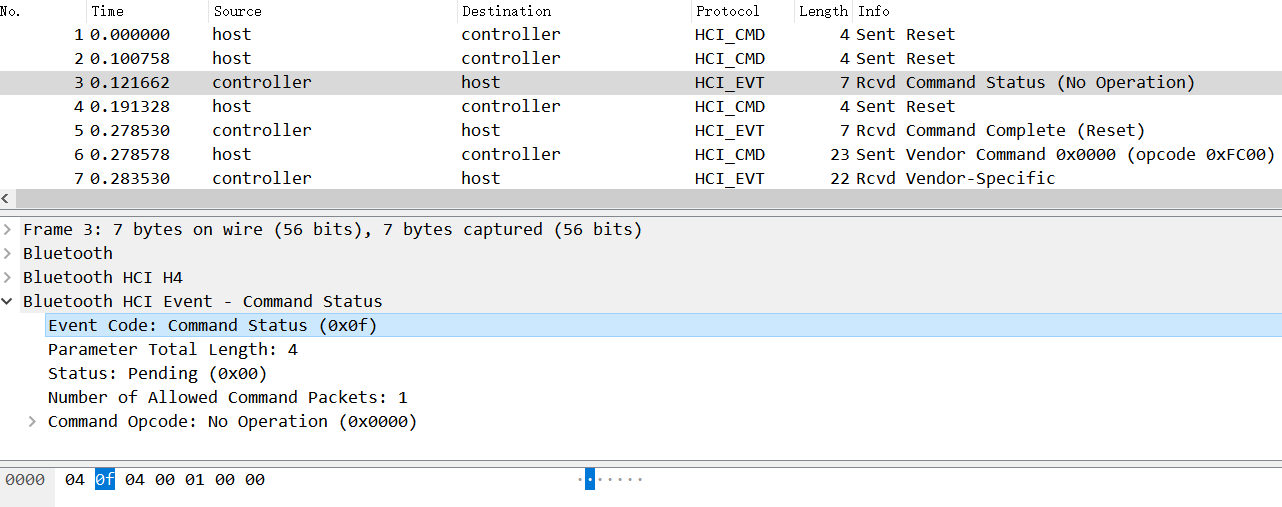 No. Time Source Destination Protocol Length Info
1 0.000000 host controller HCI_CMD 4 Sent Reset
2 0.100758 host controller HCI_CMD 4 Sent Reset
3 0.121662 controller host HCI_EVT 7 Rcvd Command Status (No Operation)
4 0.191328 host controller HCI_CMD 4 Sent Reset
5 0.278530 controller host HCI_EVT 7 Rcvd Command Complete (Reset)
6 0.278578 host controller HCI_CMD 23 Sent Vendor Command 0x0000 (opcode 0xFC00)
7 0.283530 controller host HCI_EVT 22 Rcvd Vendor-Specific
Frame 3: 7 bytes on wire (56 bits), 7 bytes captured (56 bits)
Bluetooth
Bluetooth HCI H4
Bluetooth HCI Event - Command Status
Event Code: Command Status (0x0f)
Parameter Total Length: 4
Status: Pending (0x00)
Number of Allowed Command Packets: 1
Command Opcode: No Operation (0x0000)
0000 04 0f 04 00 01 00 00 ·······